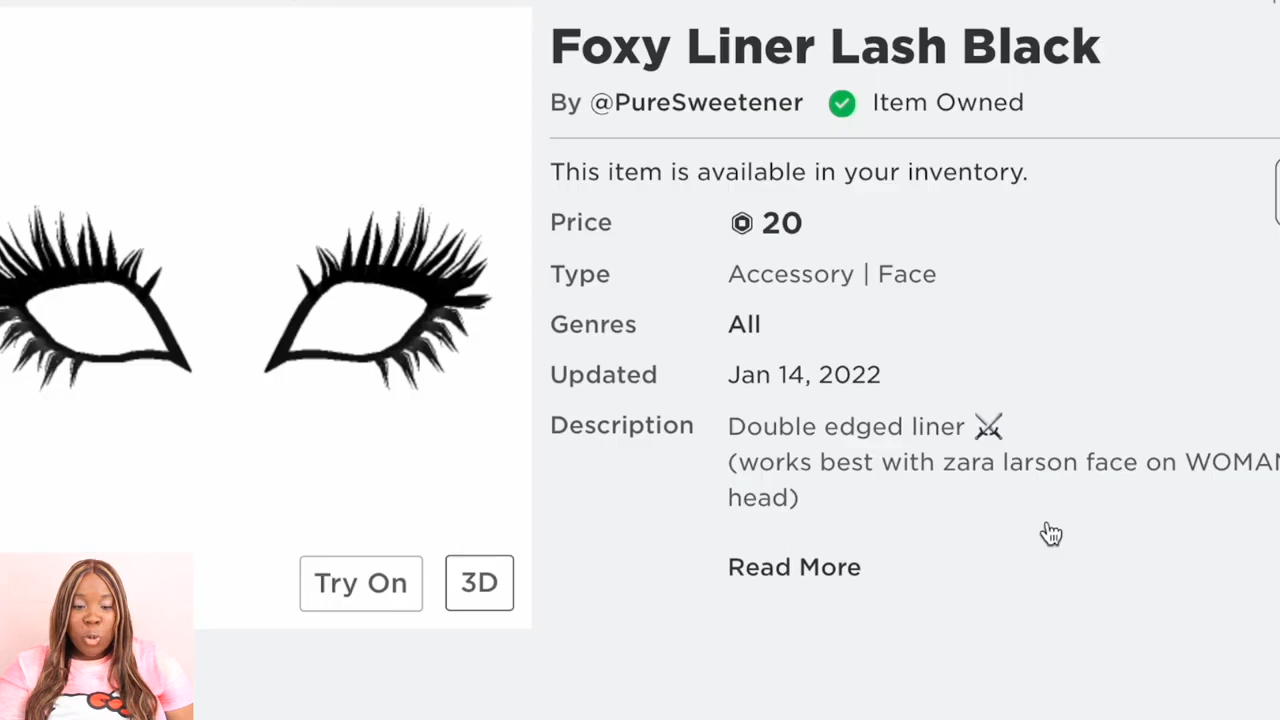 Foxy Liner Lash Black
By @PureSweetener Item Owned
This item is available in your inventory.
Price 20
Type Accessory | Face
Genres All
Updated Jan 14, 2022
Description Double edged liner ⚔
(works best with zara larson face on WOMAN
head)
Read More
Try On 3D